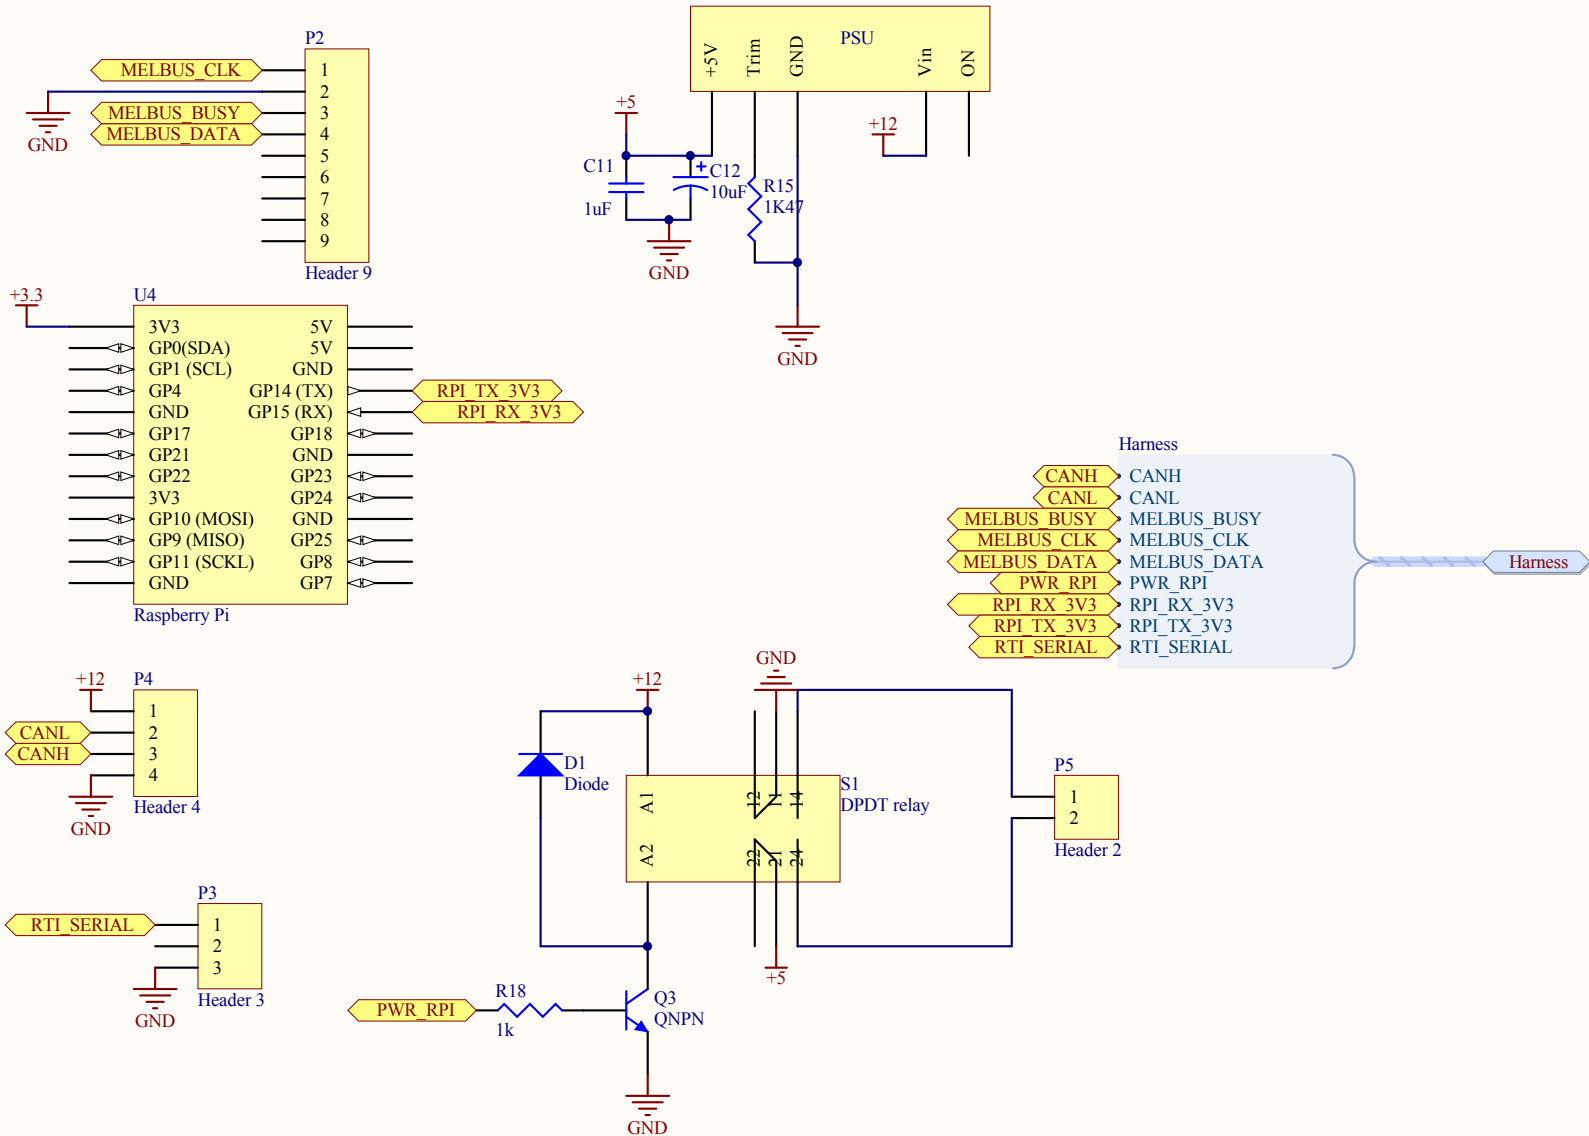 P2
MELBUS_CLK
1
2
MELBUS_BUSY
3
MELBUS_DATA
4
5
6
7
8
9
GND
Header 9
PSU
+5V
Trim
GND
Vin
ON
+5
+12
C11
1uF
C12
10uF
R15
1K47
GND
GND
+3.3
U4
3V3
5V
GP0(SDA)
5V
GP1 (SCL)
GND
GP4
GP14 (TX)
RPI_TX_3V3
GND
GP15 (RX)
RPI_RX_3V3
GP17
GP18
GP21
GND
GP22
GP23
3V3
GP24
GP10 (MOSI)
GND
GP9 (MISO)
GP25
GP11 (SCKL)
GP8
GND
GP7
Raspberry Pi
Harness
CANH
CANH
CANL
CANL
MELBUS_BUSY
MELBUS_BUSY
MELBUS_CLK
MELBUS_CLK
MELBUS_DATA
MELBUS_DATA
PWR_RPI
PWR_RPI
RPI_RX_3V3
RPI_RX_3V3
RPI_TX_3V3
RPI_TX_3V3
RTI_SERIAL
RTI_SERIAL
Harness
+12
P4
1
CANL
2
CANH
3
4
GND
Header 4
P3
RTI_SERIAL
1
2
3
GND
Header 3
+12
GND
D1
Diode
A1
A2
12
11
14
22
21
24
S1
DPDT relay
+5
P5
1
2
Header 2
PWR_RPI
R18
1k
Q3
QNPN
GND